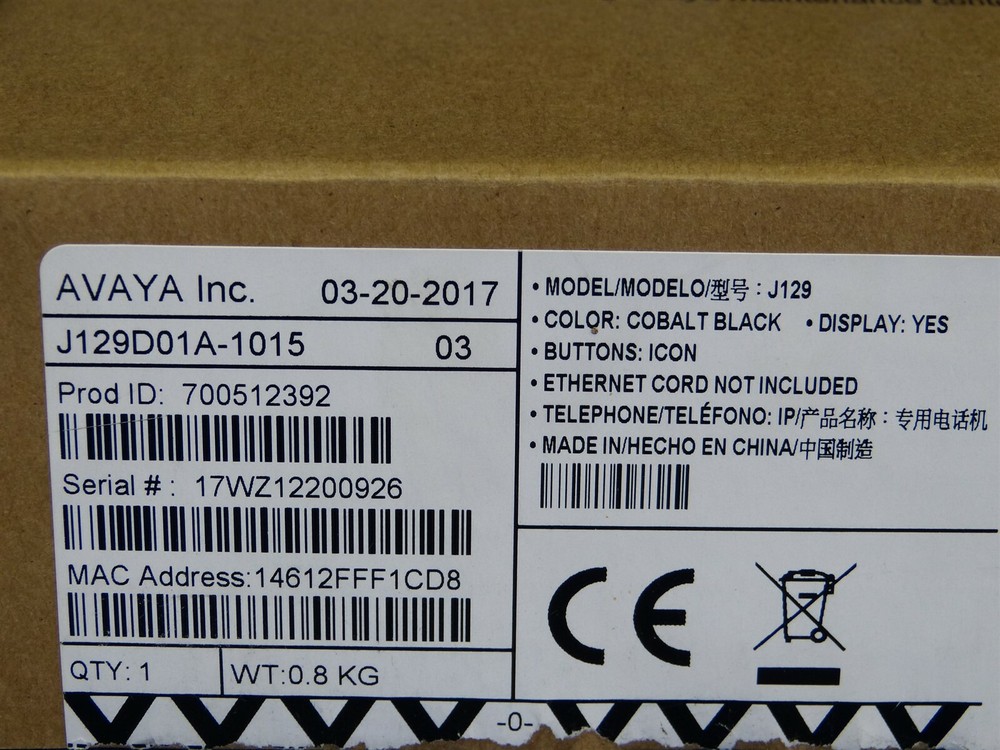 AVAYA Inc. 03-20-2017
J129D01A-1015 03
Prod ID: 700512392
Serial # : 17WZ12200926
MAC Address:14612FFF1CD8
QTY: 1 WT:0.8 KG
• MODEL/MODELO/型号 : J129
• COLOR: COBALT BLACK • DISPLAY: YES
• BUTTONS: ICON
• ETHERNET CORD NOT INCLUDED
• TELEPHONE/TELÉFONO: IP/产品名称 : 专用电话机
• MADE IN/HECHO EN CHINA/中国制造
CE
-0-